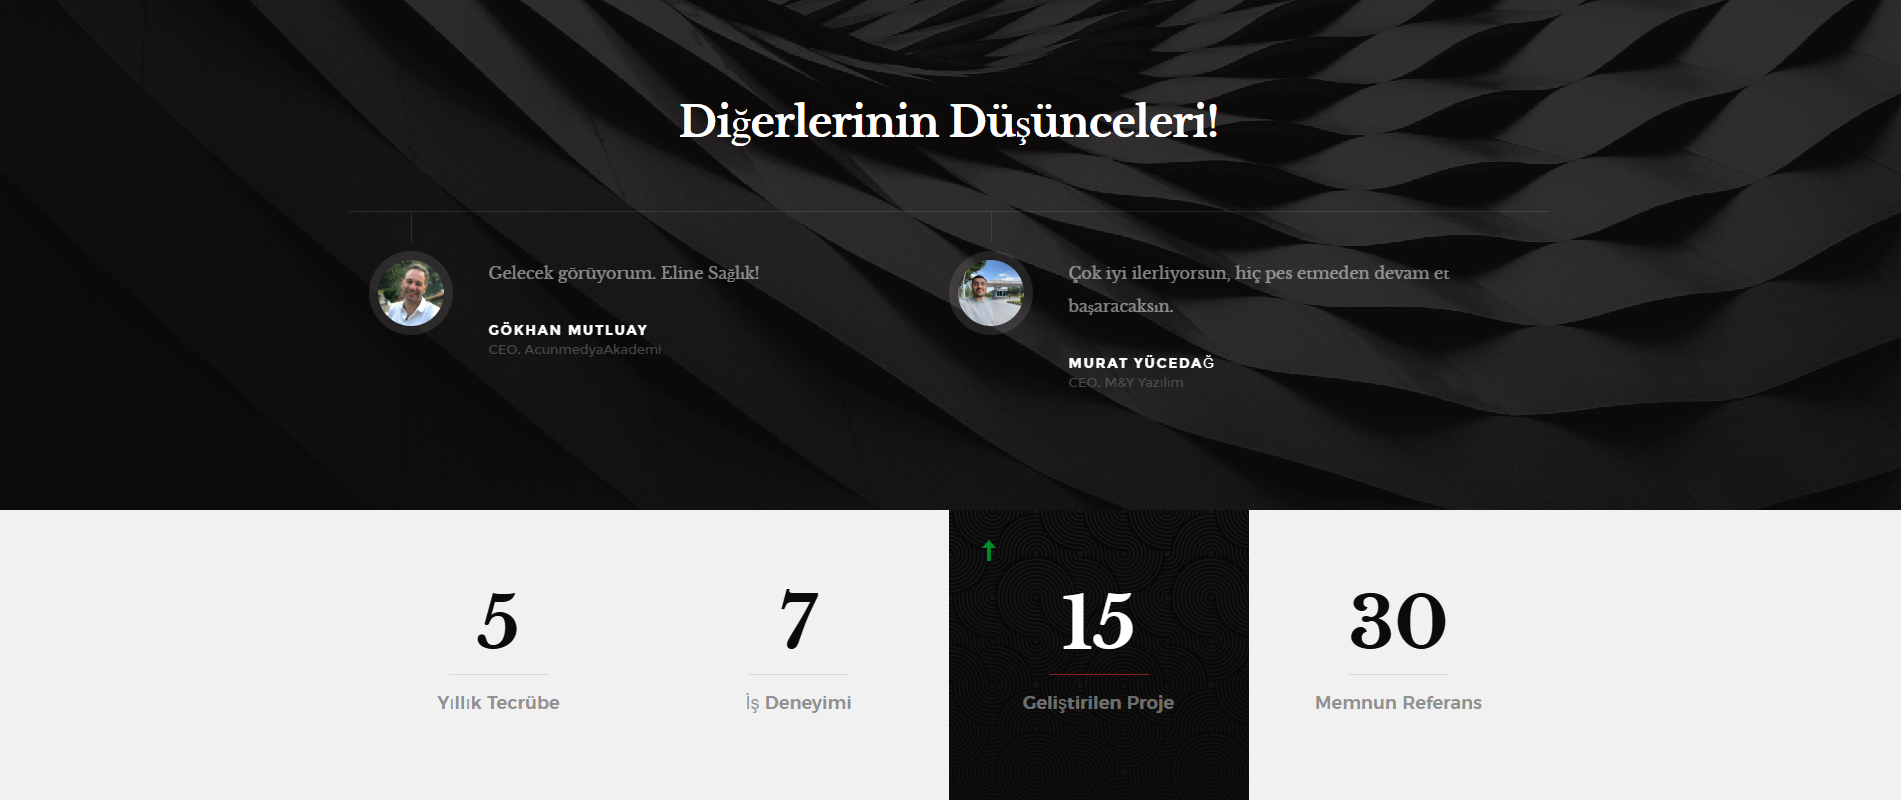 Diğerlerinin Düşünceleri!
Gelecek görüyorum. Eline Sağlık!
GÖKHAN MUTLUAY
CEO, AcunmedyaAkademi
Çok iyi ilerliyorsun, hiç pes etmeden devam et
başaracaksın.
MURAT YÜCEDAĞ
CEO, M&Y Yazılım
5
Yıllık Tecrübe
7
İş Deneyimi
15
Geliştirilen Proje
30
Memnun Referans